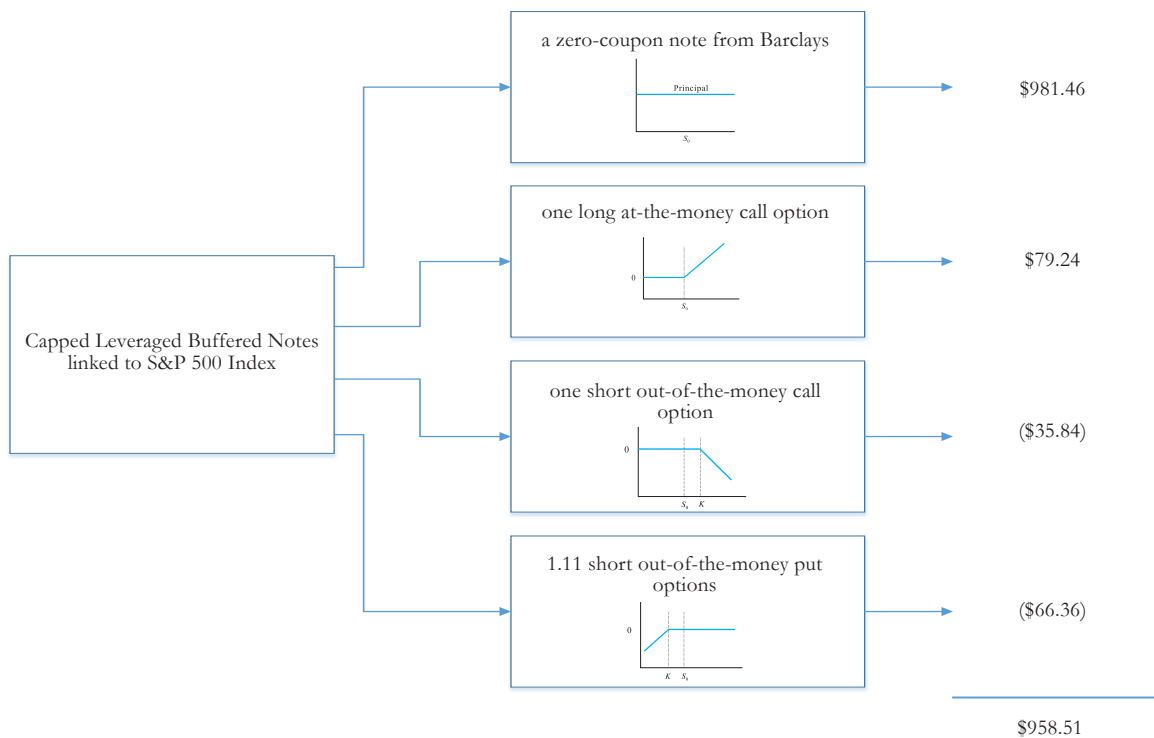 a zero-coupon note from Barclays
Principal
S0
$981.46
one long at-the-money call option
0
S0
$79.24
Capped Leveraged Buffered Notes
linked to S&P 500 Index
one short out-of-the-money call
option
0
S0 K
($35.84)
1.11 short out-of-the-money put
options
0
K S0
($66.36)
$958.51